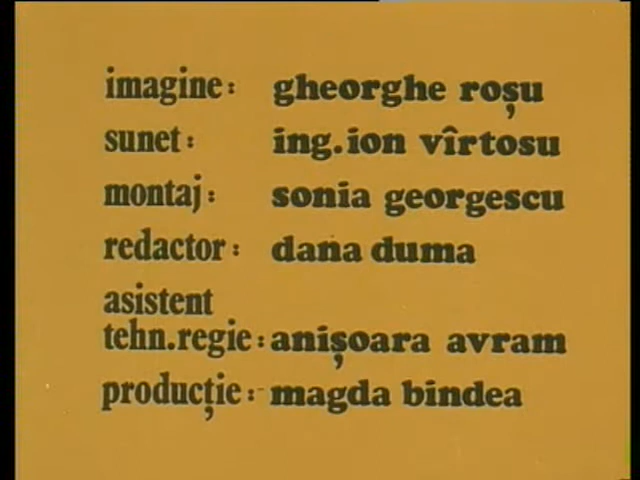 imagine: gheorghe roșu
sunet: ing.ion vîrtosu
montaj: sonia georgescu
redactor: dana duma
asistent
tehn.regie: anișoara avram
producție: magda bindea